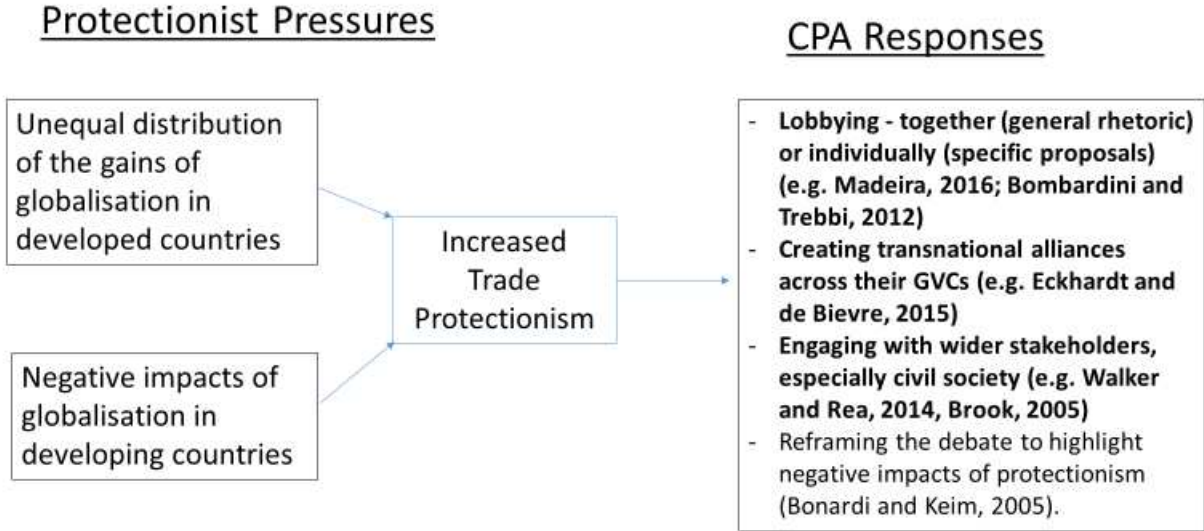 Protectionist Pressures
Unequal distribution
of the gains of
globalisation in
developed countries
Negative impacts of
globalisation in
developing countries
Increased
Trade
Protectionism
CPA Responses
- Lobbying - together (general rhetoric)
or individually (specific proposals)
(e.g. Madeira, 2016; Bombardini and
Trebbi, 2012)
- Creating transnational alliances
across their GVCs (e.g. Eckhardt and
de Bievre, 2015)
- Engaging with wider stakeholders,
especially civil society (e.g. Walker
and Rea, 2014, Brook, 2005)
- Reframing the debate to highlight
negative impacts of protectionism
(Bonardi and Keim, 2005).